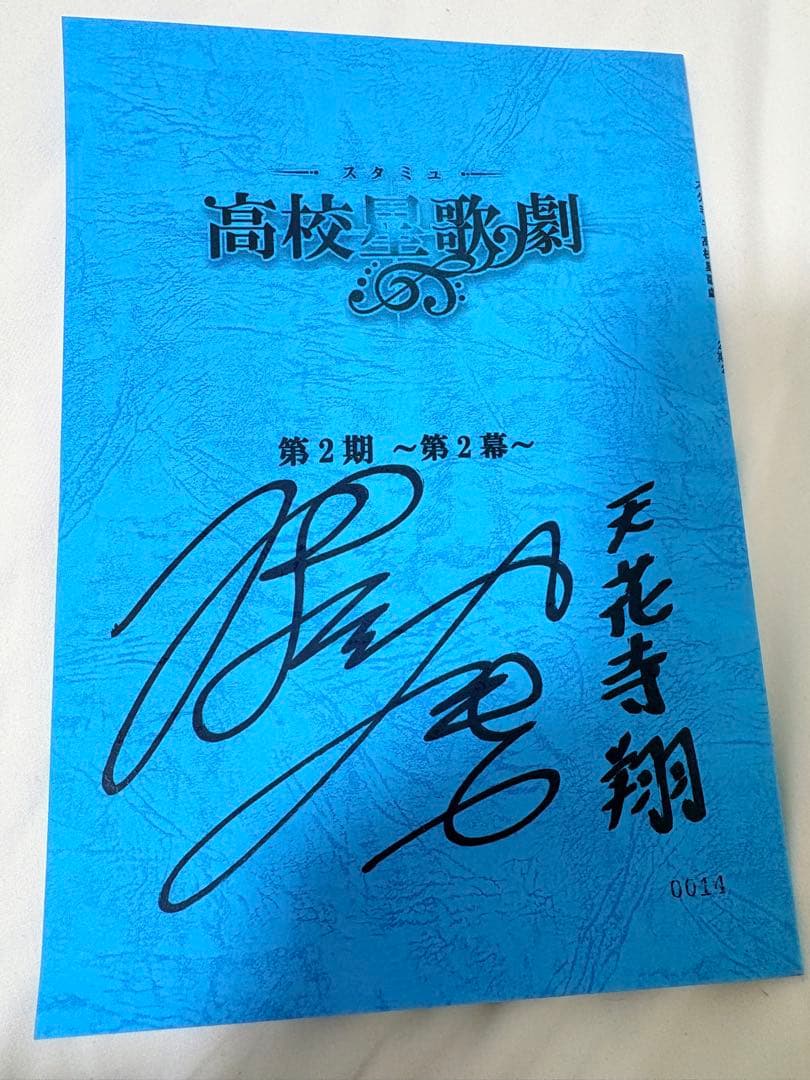 スタミュ
高校星歌劇
第2期 ～第2幕～
天花寺翔
0014